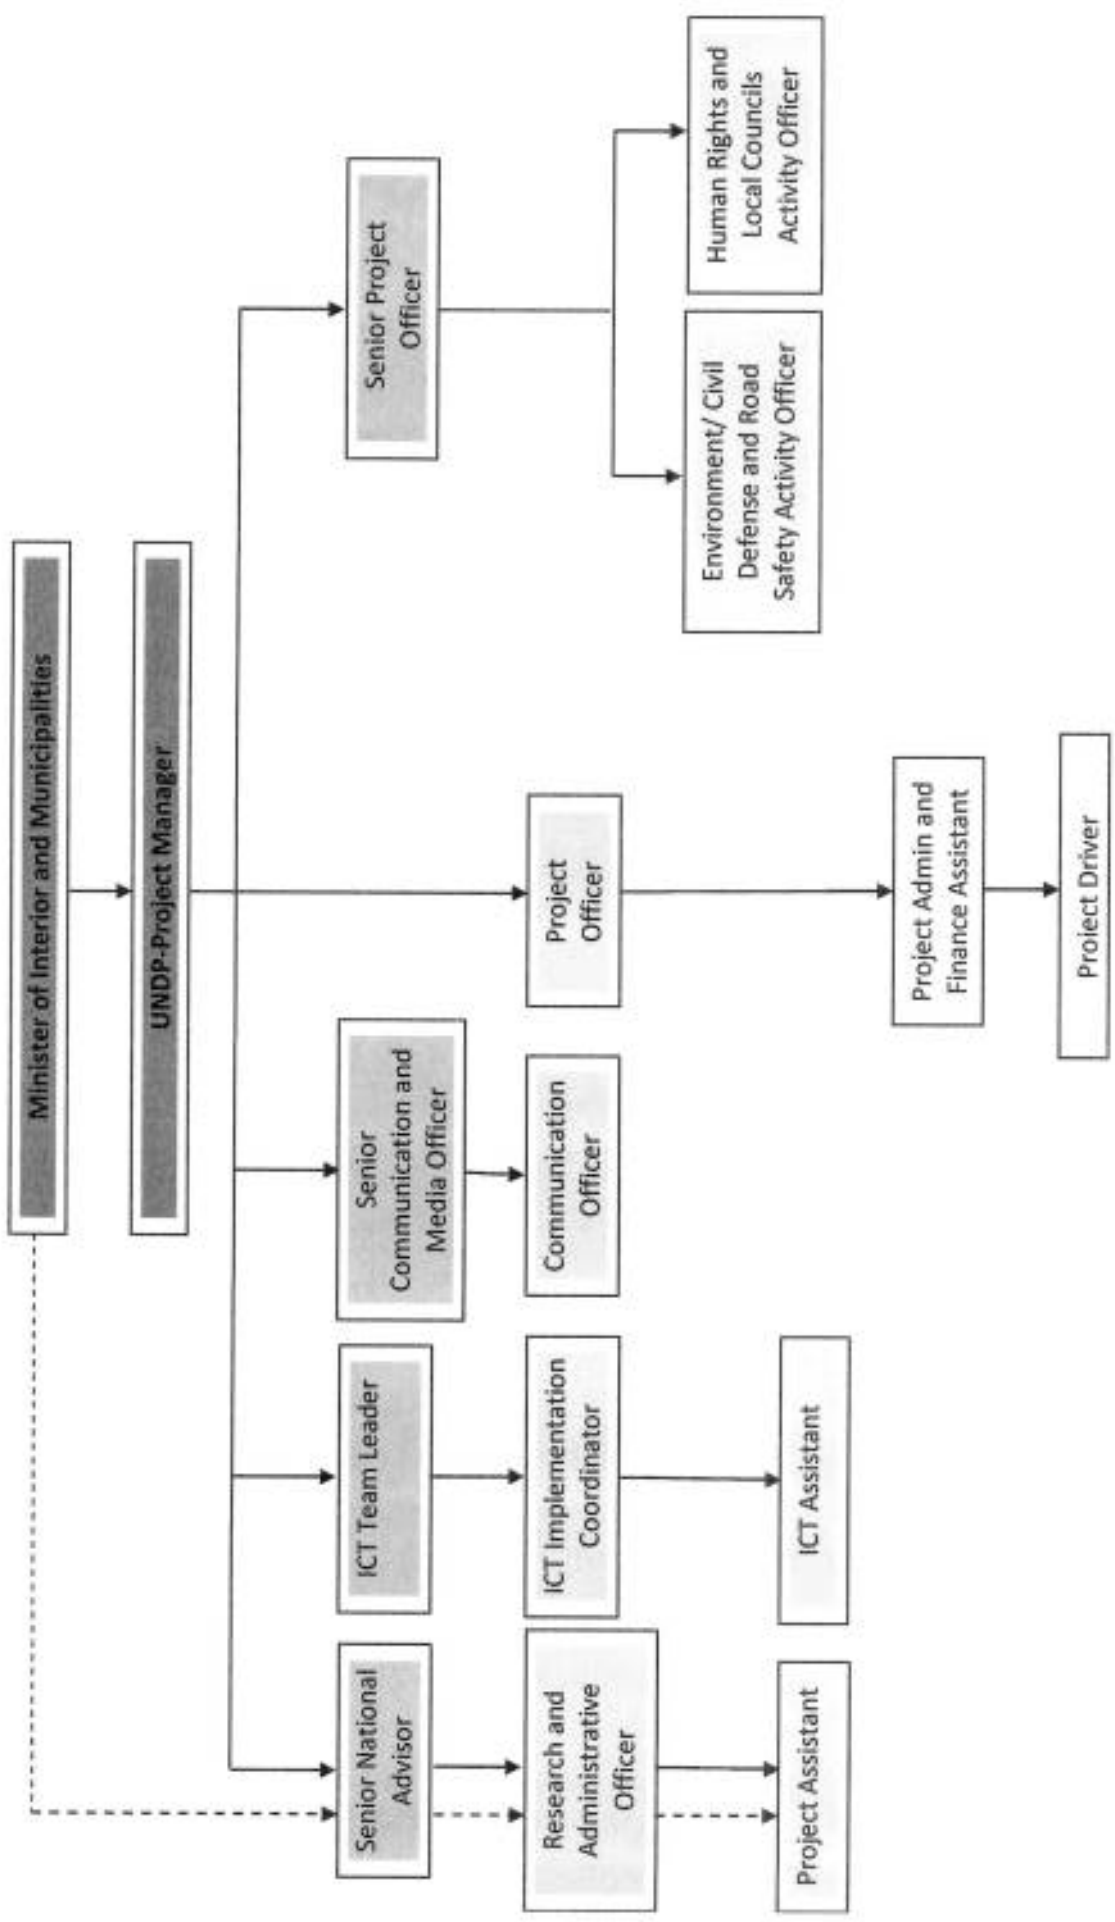 Minister of Interior and Municipalities
UNDP-Project Manager
Senior National
Advisor
ICT Team Leader
Senior
Communication and
Media Officer
Senior Project
Officer
Research and
Administrative
Officer
ICT Implementation
Coordinator
Communication
Officer
Project
Officer
Environment/ Civil
Defense and Road
Safety Activity Officer
Human Rights and
Local Councils
Activity Officer
Project Assistant
ICT Assistant
Project Admin and
Finance Assistant
Proiect Driver